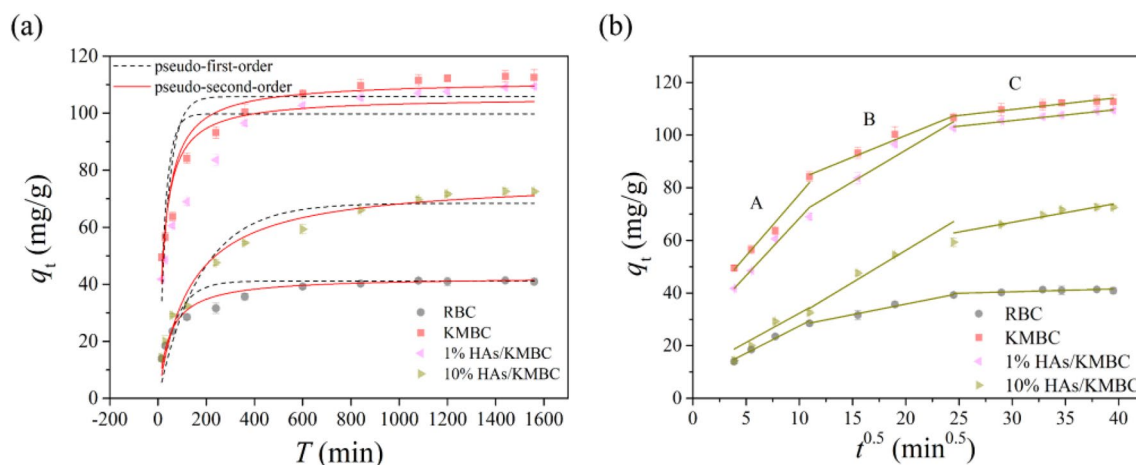 (a)
120
100
80
60
40
20
0
-200 0 200 400 600 800 1000 1200 1400 1600
qt (mg/g)
T (min)
pseudo-first-order
pseudo-second-order
RBC
KMBC
1% HAs/KMBC
10% HAs/KMBC
(b)
120
100
80
60
40
20
0
0 5 10 15 20 25 30 35 40
qt (mg/g)
t^0.5 (min^0.5)
A
B
C
RBC
KMBC
1% HAs/KMBC
10% HAs/KMBC